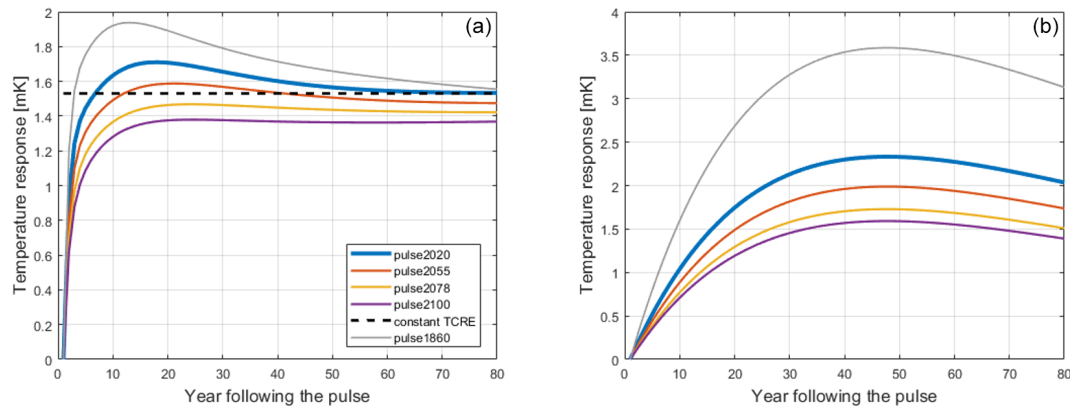 (a)
Temperature response [mK]
2
1.8
1.6
1.4
1.2
1
0.8
0.6
0.4
0.2
0
pulse2020
pulse2055
pulse2078
pulse2100
constant TCRE
pulse1860
0 10 20 30 40 50 60 70 80
Year following the pulse
(b)
Temperature response [mK]
4
3.5
3
2.5
2
1.5
1
0.5
0
0 10 20 30 40 50 60 70 80
Year following the pulse